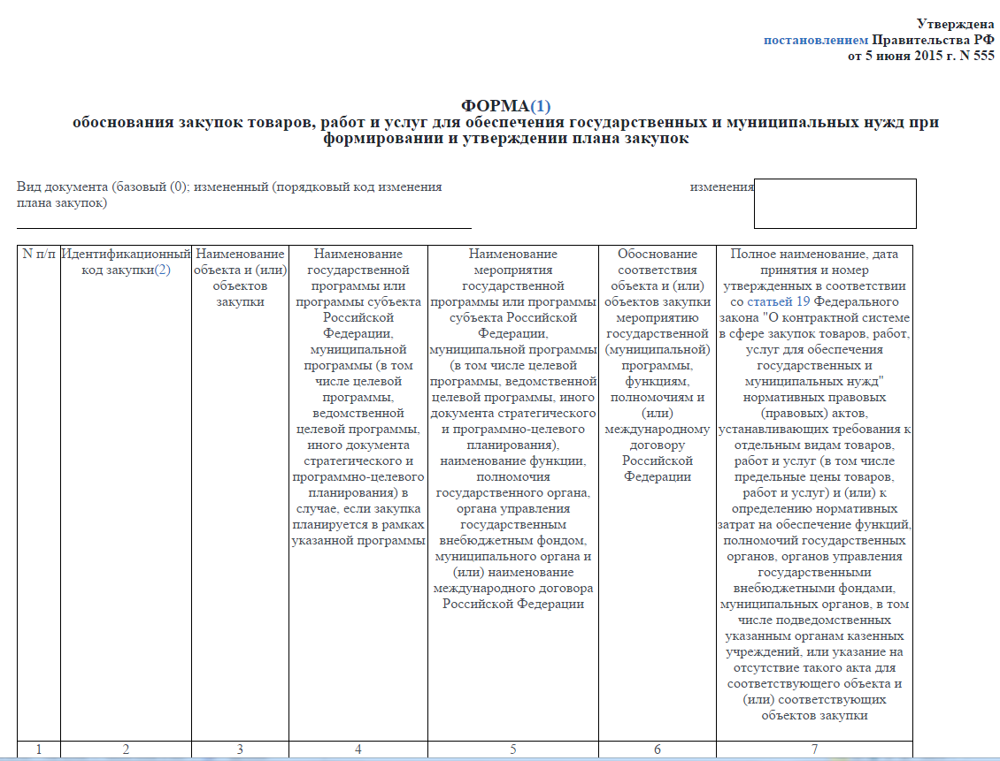 Утверждена
постановлением Правительства РФ
от 5 июня 2015 г. N 555
ФОРМА(1)
обоснования закупок товаров, работ и услуг для обеспечения государственных и муниципальных нужд при
формировании и утверждении плана закупок
Вид документа (базовый (0); измененный (порядковый код изменения
плана закупок)
изменения
N п/п
Идентификационный
код закупки(2)
Наименование
объекта и (или)
объектов
закупки
Наименование
государственной
программы или
программы субъекта
Российской
Федерации,
муниципальной
программы (в том
числе целевой
программы,
ведомственной
целевой программы,
иного документа
стратегического и
программно-целевого
планирования) в
случае, если закупка
планируется в рамках
указанной программы
Наименование
мероприятия
государственной
программы или программы
субъекта Российской
Федерации,
муниципальной программы
(в том числе целевой
программы, ведомственной
целевой программы, иного
документа стратегического
и программно-целевого
планирования),
наименование функции,
полномочия
государственного органа,
органа управления
государственным
внебюджетным фондом,
муниципального органа и
(или) наименование
международного договора
Российской Федерации
Обоснование
соответствия
объекта и (или)
объектов закупки
мероприятию
государственной
(муниципальной)
программы,
функциям,
полномочиям и
(или)
международному
договору
Российской
Федерации
Полное наименование, дата
принятия и номер
утвержденных в соответствии
со статьей 19 Федерального
закона "О контрактной системе
в сфере закупок товаров, работ,
услуг для обеспечения
государственных и
муниципальных нужд"
нормативных правовых
(правовых) актов,
устанавливающих требования к
отдельным видам товаров,
работ и услуг (в том числе
предельные цены товаров,
работ и услуг) и (или) к
определению нормативных
затрат на обеспечение функций,
полномочий государственных
органов, органов управления
государственными
внебюджетными фондами,
муниципальных органов, в том
числе подведомственных
указанным органам казенных
учреждений, или указание на
отсутствие такого акта для
соответствующего объекта и
(или) соответствующих
объектов закупки
1 2 3 4 5 6 7